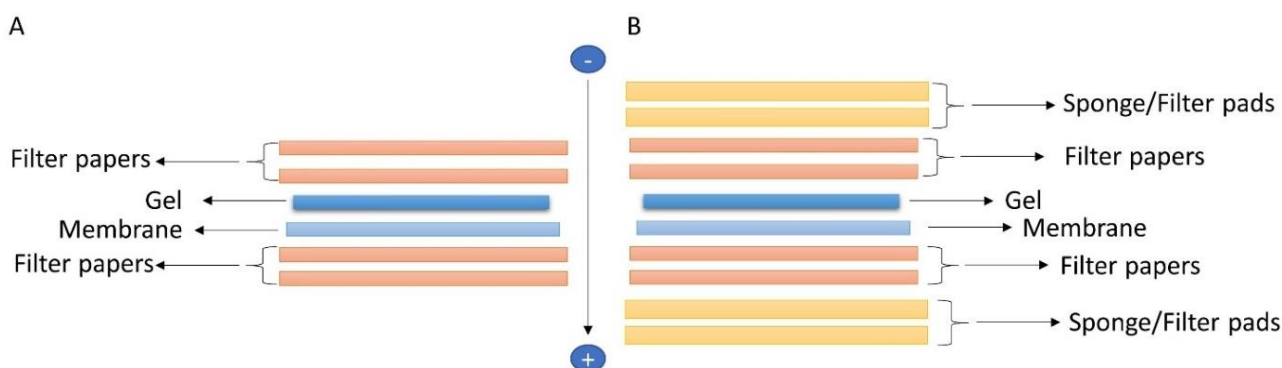 A
Filter papers
Gel
Membrane
Filter papers
-
+
B
Sponge/Filter pads
Filter papers
Gel
Membrane
Filter papers
Sponge/Filter pads